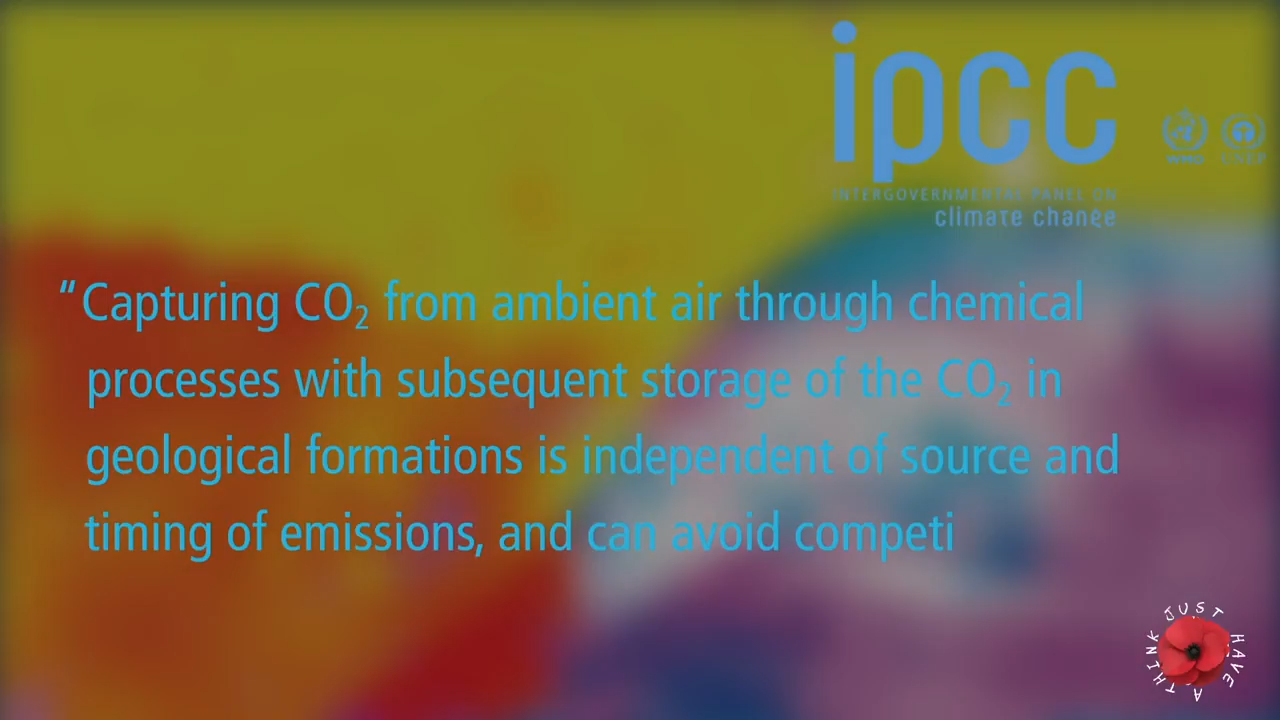 ipcc
INTERGOVERNMENTAL PANEL ON
climate change
WMO UNEP
“Capturing CO₂ from ambient air through chemical
processes with subsequent storage of the CO₂ in
geological formations is independent of source and
timing of emissions, and can avoid competi
JUST HAVE A THINK